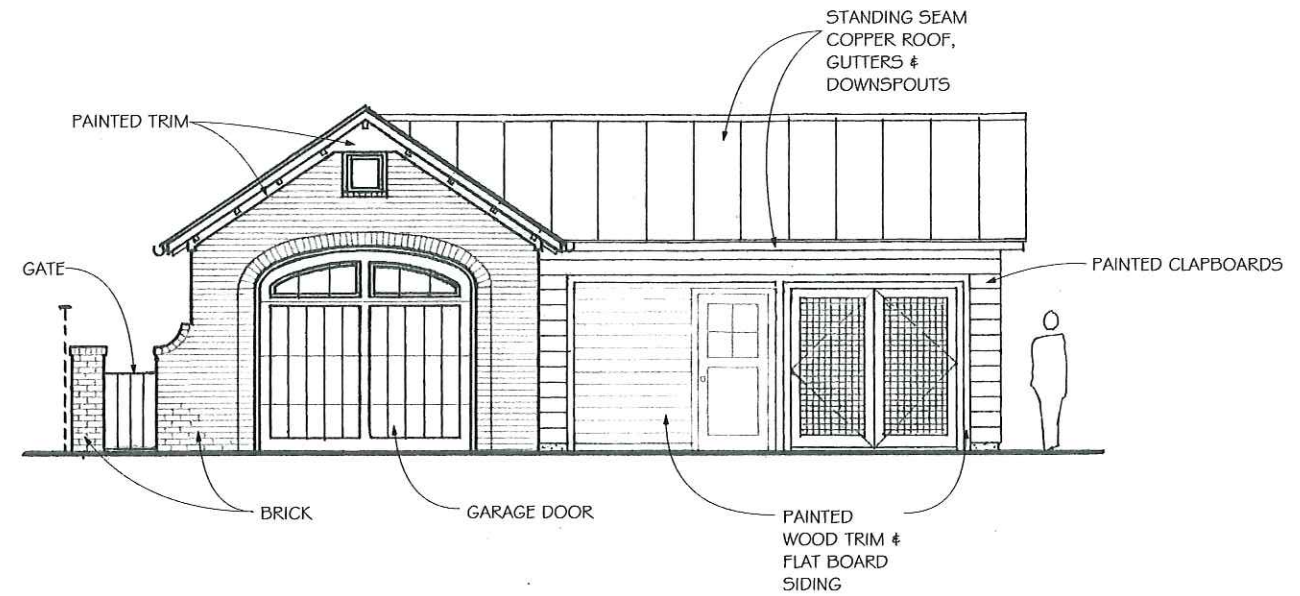 STANDING SEAM
COPPER ROOF,
GUTTERS &
DOWNSPOUTS
PAINTED TRIM
GATE
PAINTED CLAPBOARDS
BRICK
GARAGE DOOR
PAINTED
WOOD TRIM &
FLAT BOARD
SIDING